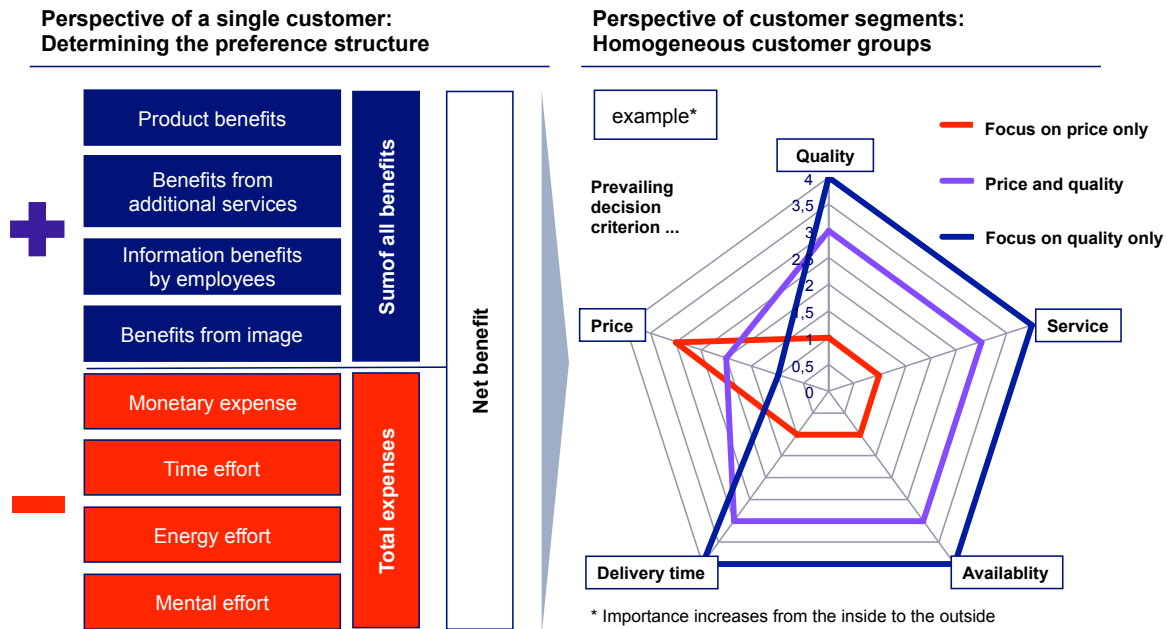 Perspective of a single customer:
Determining the preference structure
Product benefits
Benefits from
additional services
Information benefits
by employees
Benefits from image
Monetary expense
Time effort
Energy effort
Mental effort
Sumof all benefits
Total expenses
Net benefit
Perspective of customer segments:
Homogeneous customer groups
example*
Prevailing
decision
criterion ...
Focus on price only
Price and quality
Focus on quality only
Quality
4
3,5
3
2,5
2
1,5
1
0,5
0
Price
Service
Delivery time
Availablity
* Importance increases from the inside to the outside